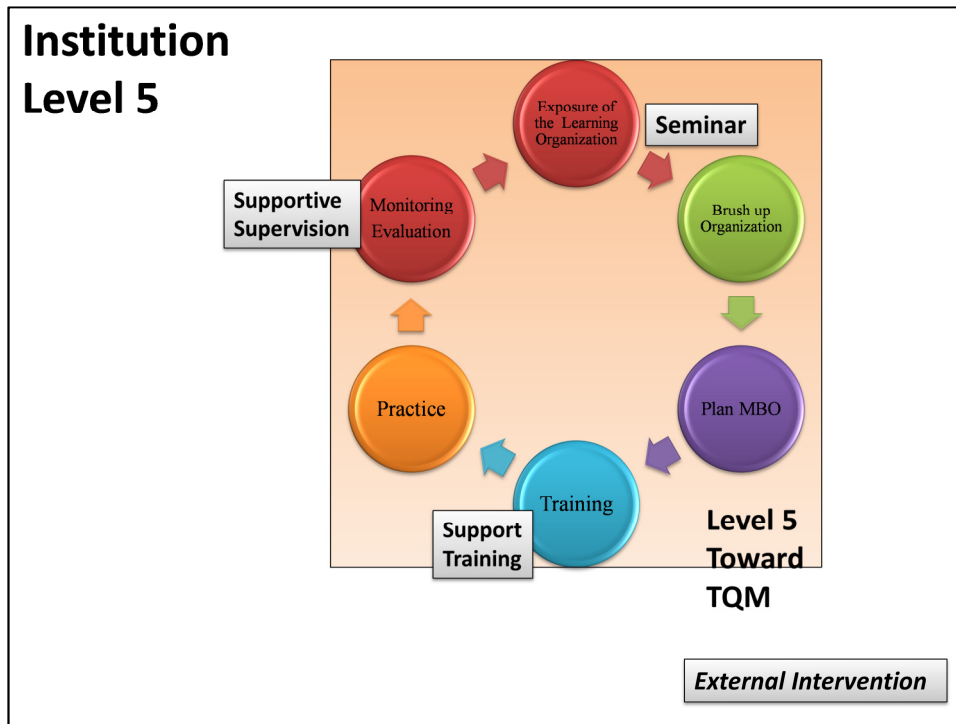 Institution
Level 5
Exposure of
the Learning
Organization
Seminar
Supportive
Supervision
Monitoring
Evaluation
Brush up
Organization
Practice
Plan MBO
Training
Support
Training
Level 5
Toward
TQM
External Intervention